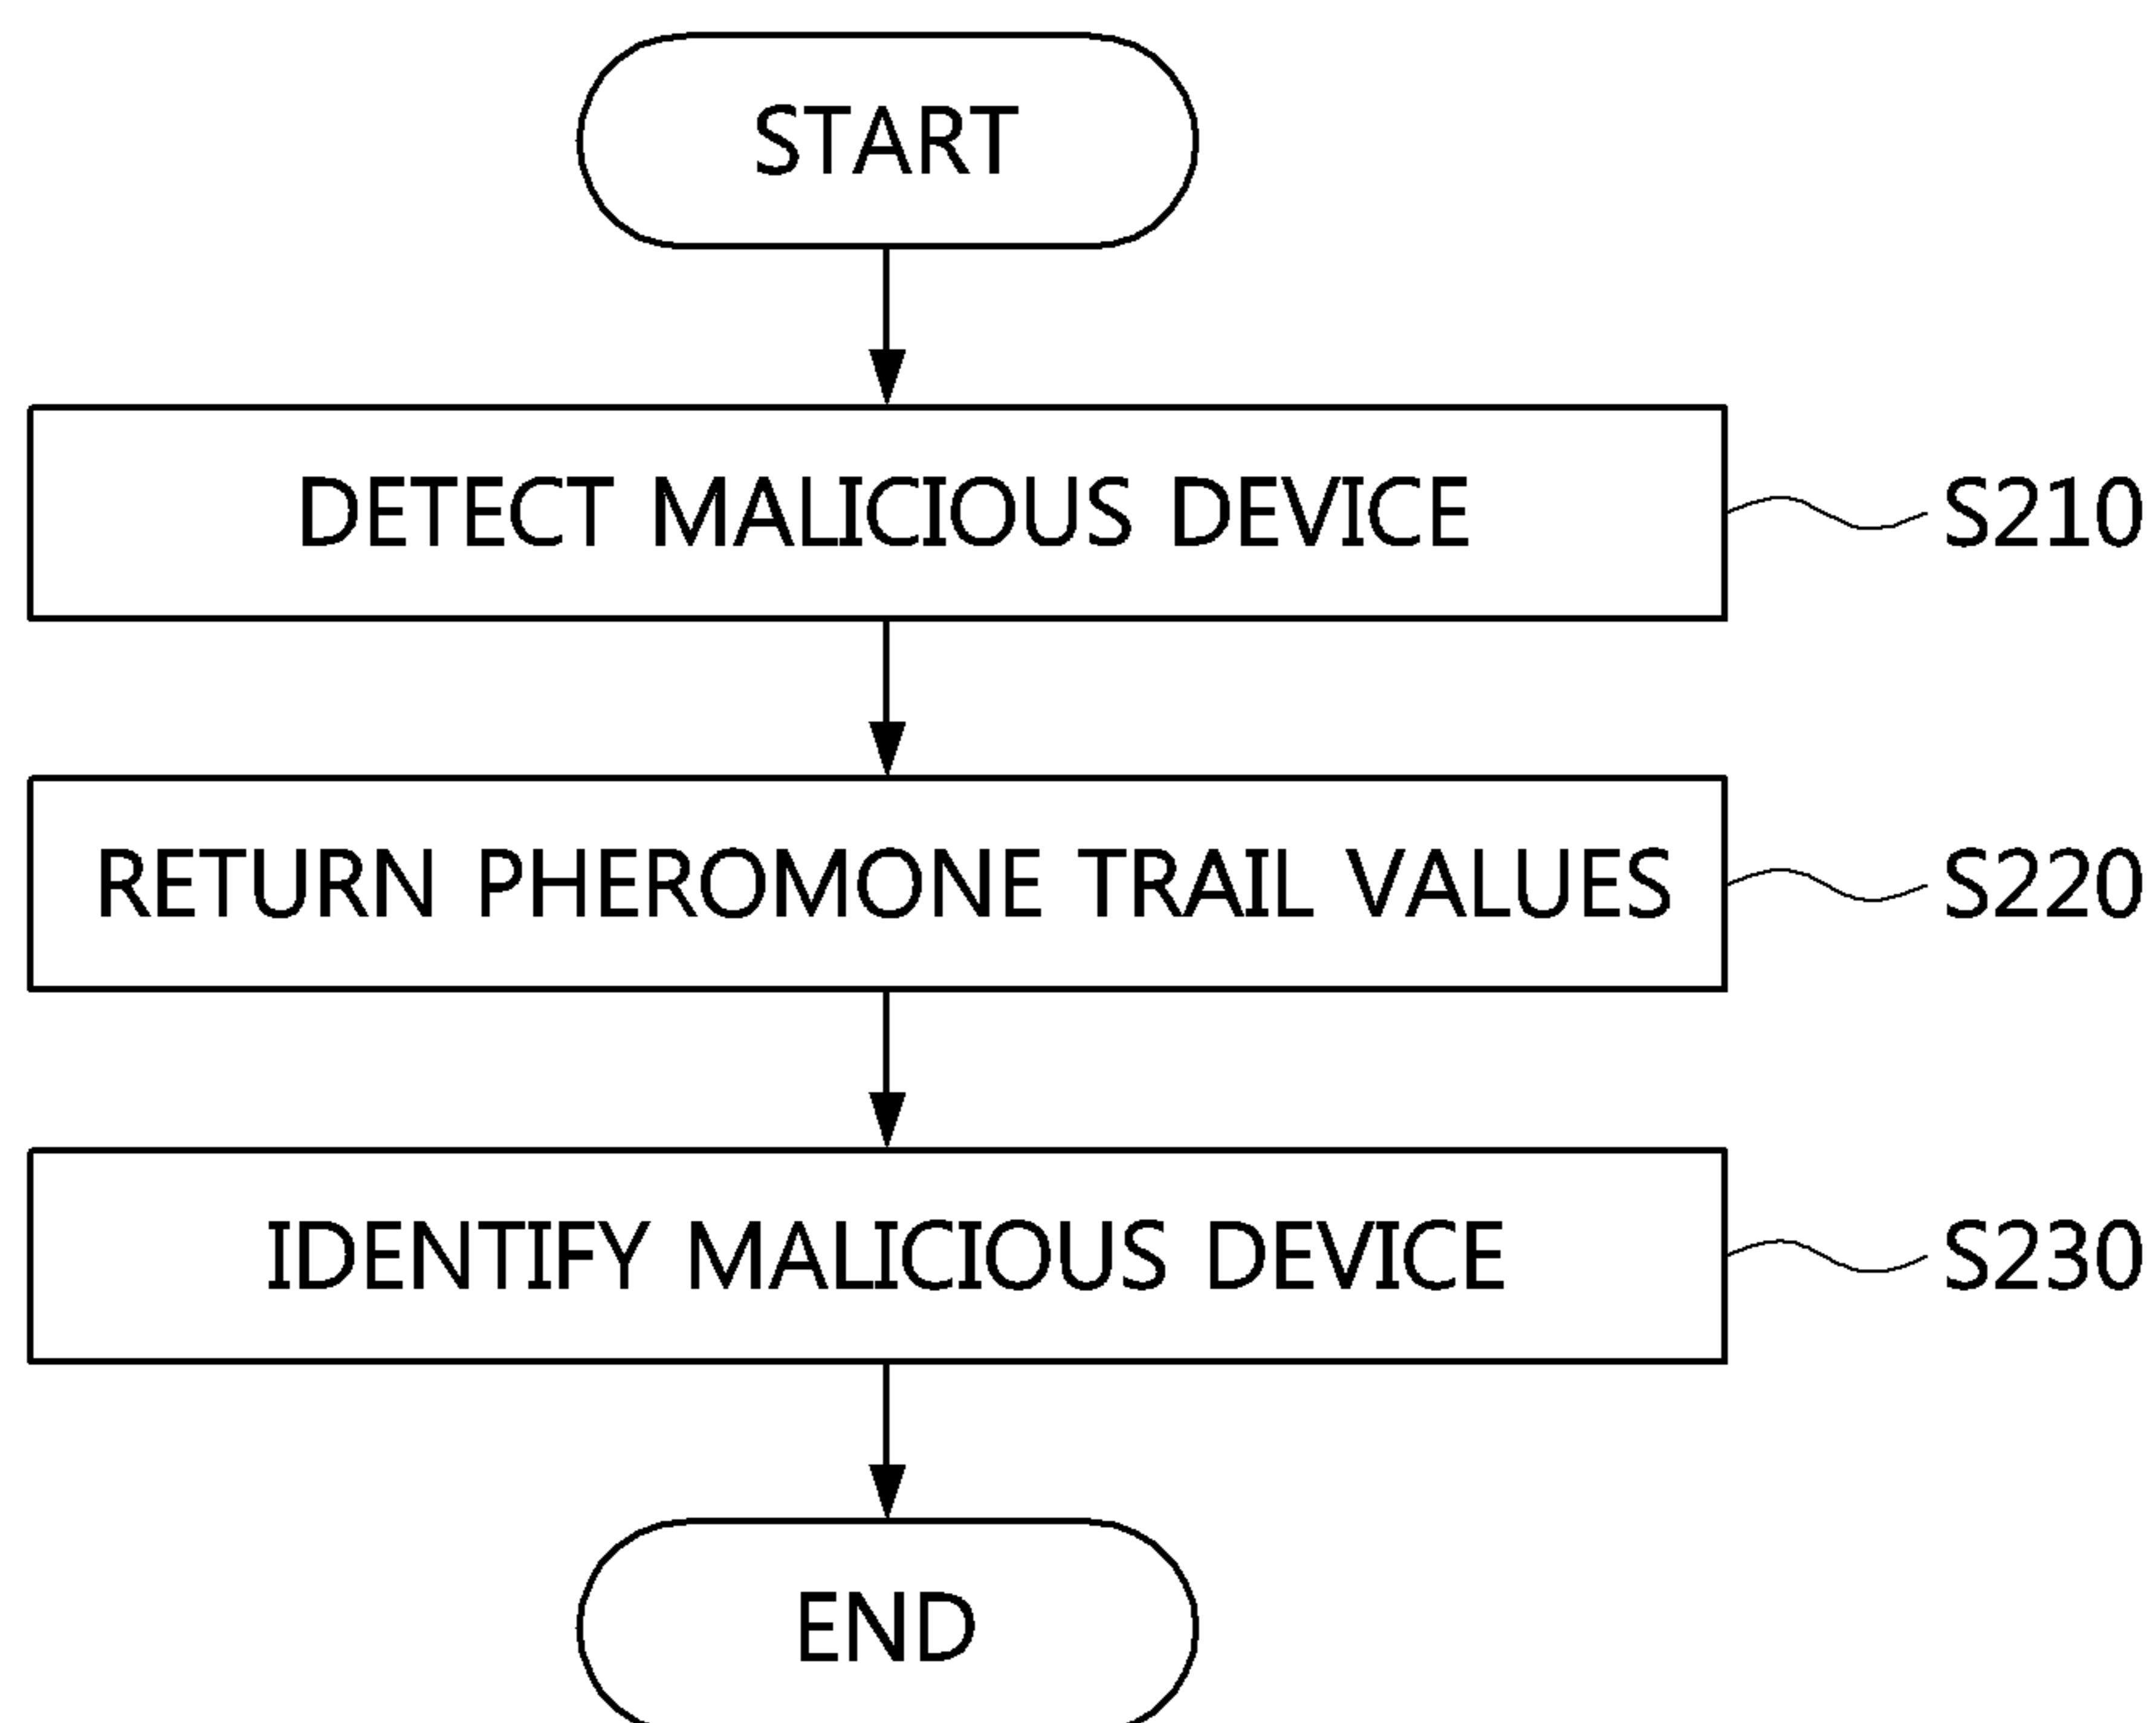 START
DETECT MALICIOUS DEVICE
S210
RETURN PHEROMONE TRAIL VALUES
S220
IDENTIFY MALICIOUS DEVICE
S230
END